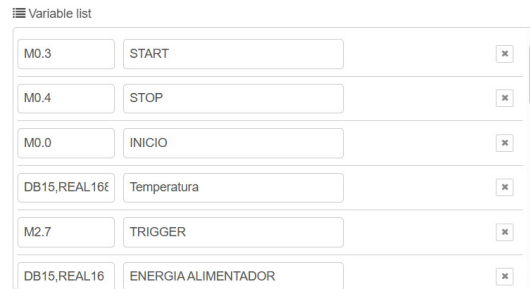 Variable list
M0.3 START
M0.4 STOP
M0.0 INICIO
DB15,REAL168 Temperatura
M2.7 TRIGGER
DB15,REAL16 ENERGIA ALIMENTADOR